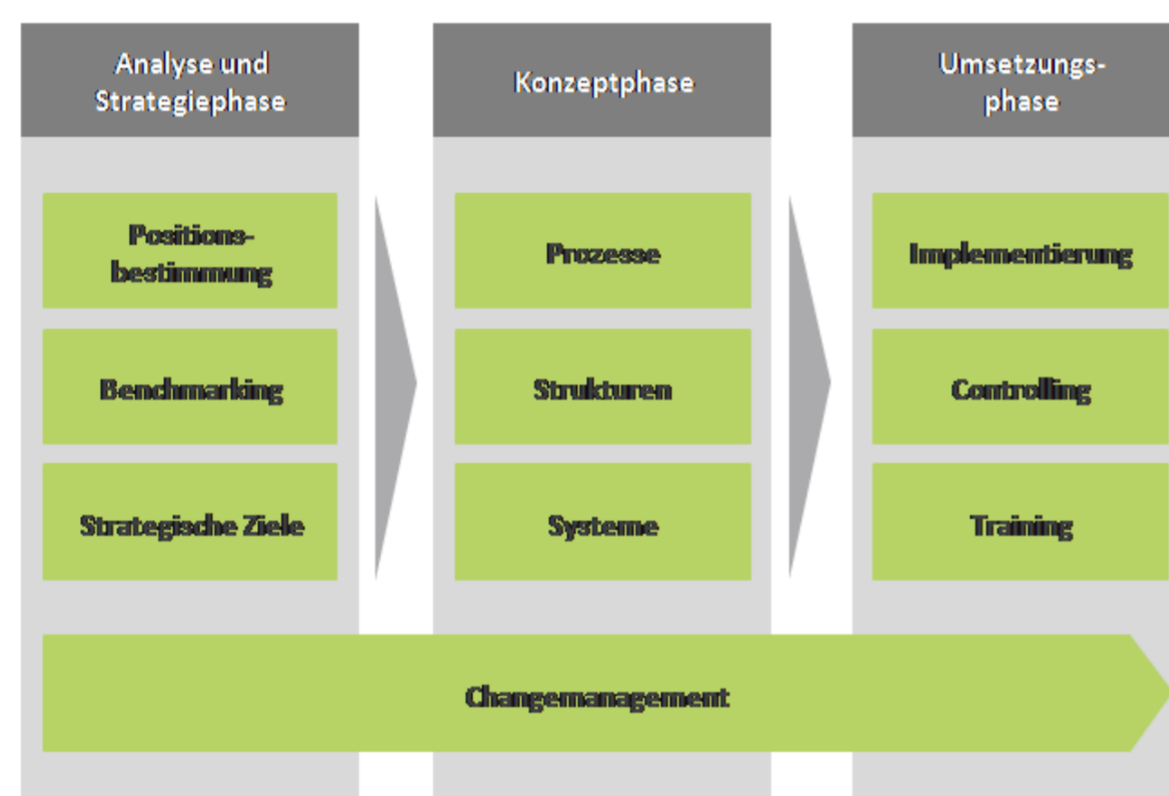 Analyse und
Strategiephase
Positions-
bestimmung
Benchmarking
Strategische Ziele
Konzeptphase
Prozesse
Strukturen
Systeme
Umsetzungs-
phase
Implementierung
Controlling
Training
Changemanagement